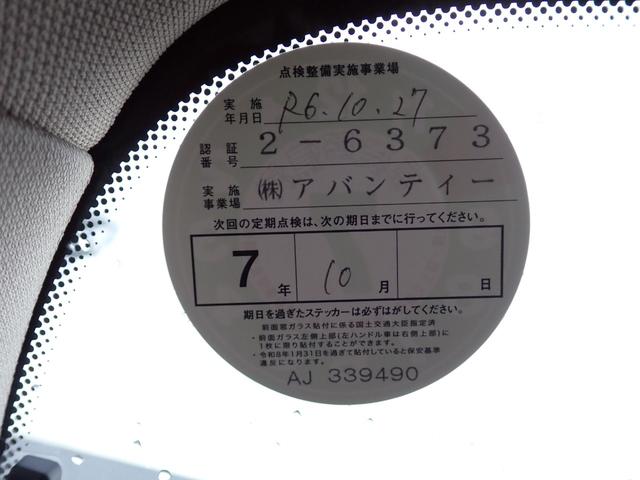 点検整備実施事業場
実施年月日 R6.10.27
認証番号 2-6373
実施事業場 ㈱アバンティー
次回の定期点検は、次の期日までに行ってください。
7年 10月 日
期日を過ぎたステッカーは必ずはがしてください。
前面窓ガラス貼付に係る国土交通大臣指定済
・前面ガラス左側上部(左ハンドル車は右側上部)に
1枚に限り貼付することができます。
・令和8年1月31日を過ぎて貼付していると保安基準
違反になります。
AJ 339490